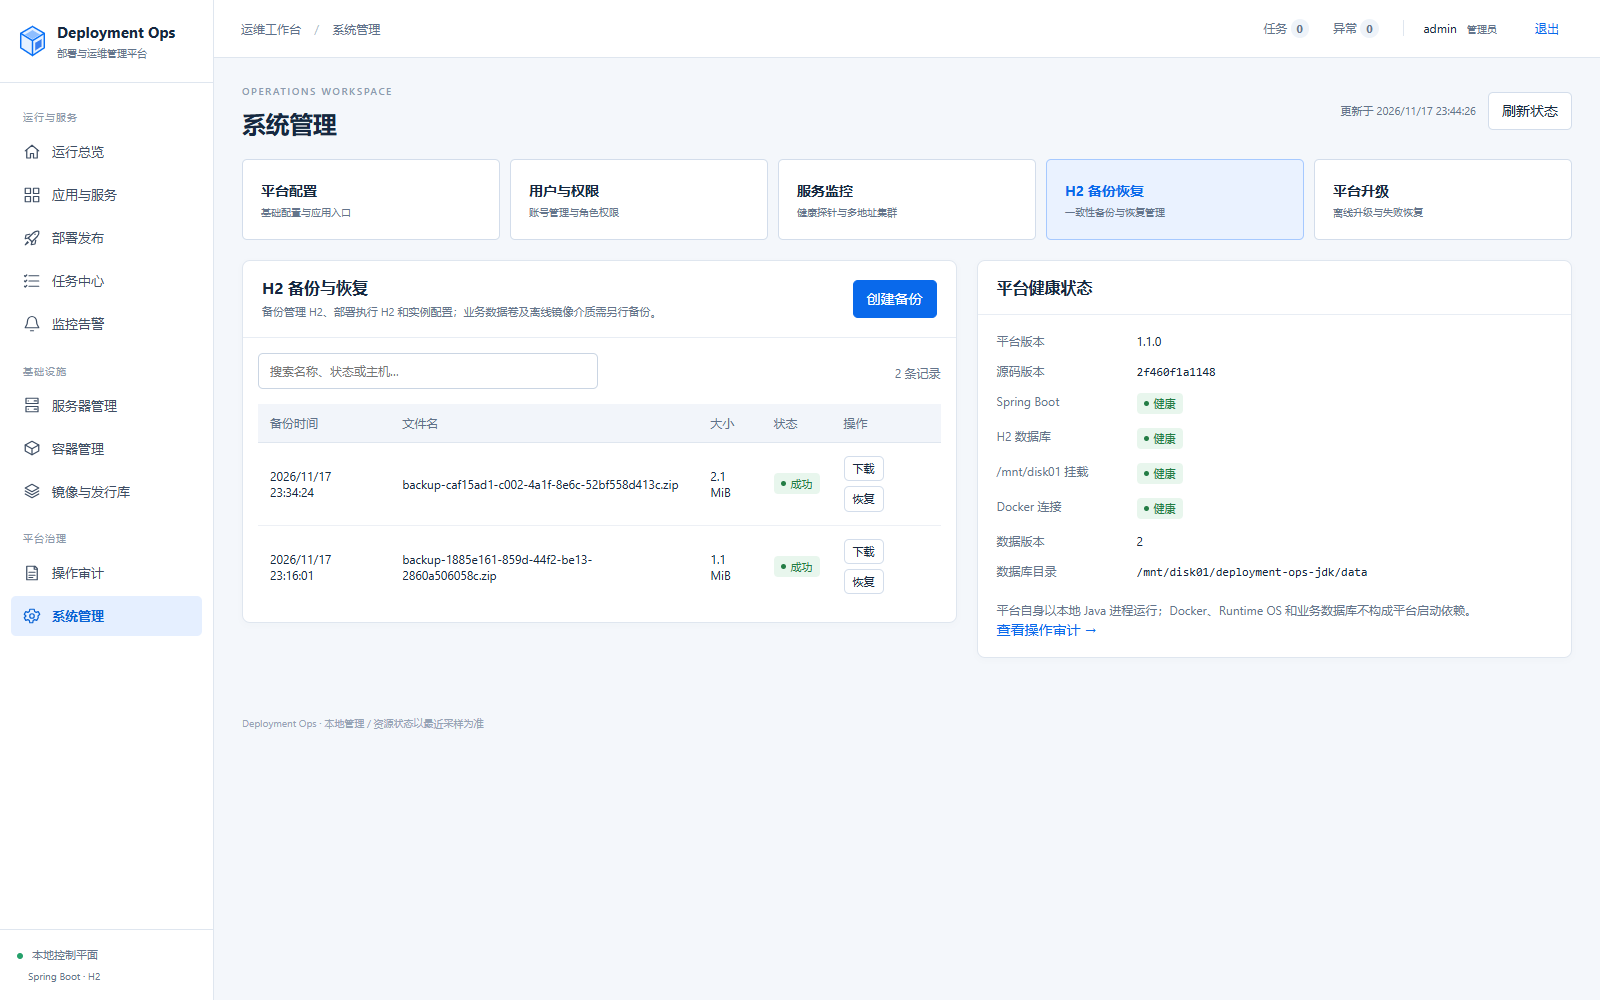 Deployment Ops
部署与运维管理平台
运行与服务
运行总览
应用与服务
部署发布
任务中心
监控告警
基础设施
服务器管理
容器管理
镜像与发行库
平台治理
操作审计
系统管理
本地控制平面
Spring Boot · H2
运维工作台 / 系统管理
任务 0 异常 0 admin 管理员 退出
OPERATIONS WORKSPACE
系统管理
更新于 2026/11/17 23:44:26 刷新状态
平台配置
基础配置与应用入口
用户与权限
账号管理与角色权限
服务监控
健康探针与多地址集群
H2 备份恢复
一致性备份与恢复管理
平台升级
离线升级与失败恢复
H2 备份与恢复
备份管理 H2、部署执行 H2 和实例配置；业务数据卷及离线镜像介质需另行备份。
创建备份
搜索名称、状态或主机...
2 条记录
备份时间 文件名 大小 状态 操作
2026/11/17
23:34:24
backup-caf15ad1-c002-4a1f-8e6c-52bf558d413c.zip
2.1
MiB
成功
下载
恢复
2026/11/17
23:16:01
backup-1885e161-859d-44f2-be13-
2860a506058c.zip
1.1
MiB
成功
下载
恢复
平台健康状态
平台版本 1.1.0
源码版本 2f460f1a1148
Spring Boot 健康
H2 数据库 健康
/mnt/disk01 挂载 健康
Docker 连接 健康
数据版本 2
数据库目录 /mnt/disk01/deployment-ops-jdk/data
平台自身以本地 Java 进程运行；Docker、Runtime OS 和业务数据库不构成平台启动依赖。
查看操作审计 →
Deployment Ops · 本地管理 / 资源状态以最近采样为准